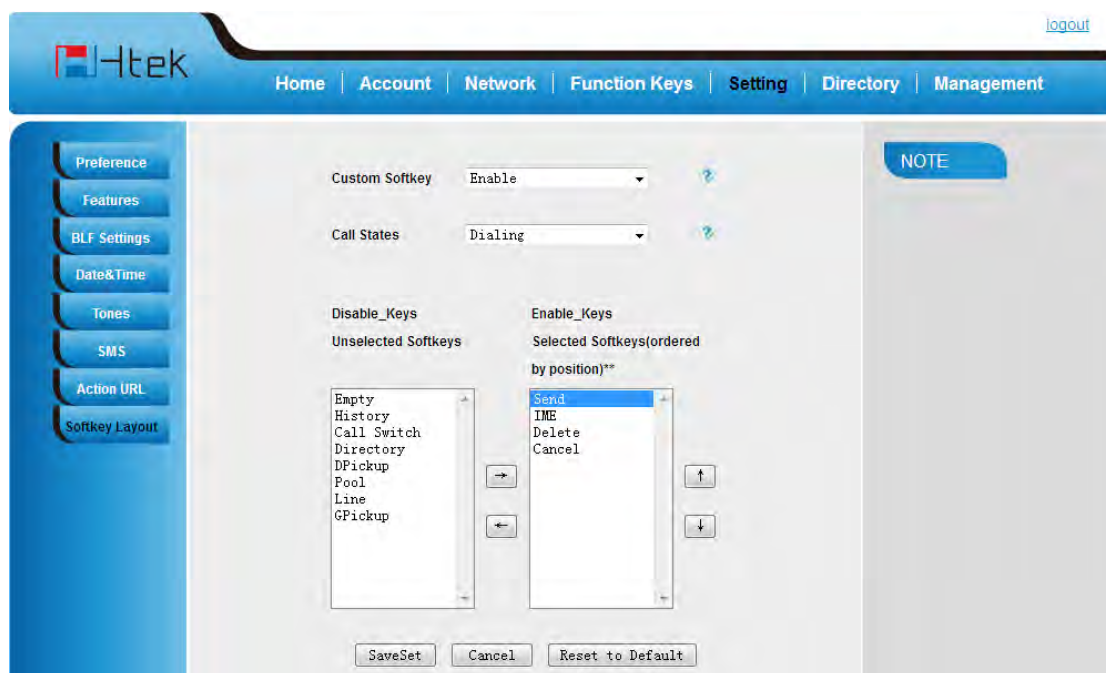 logout
Htek
Home | Account | Network | Function Keys | Setting | Directory | Management
Preference
Features
BLF Settings
Date&Time
Tones
SMS
Action URL
Softkey Layout
Custom Softkey Enable ?
Call States Dialing ?
Disable_Keys Enable_Keys
Unselected Softkeys Selected Softkeys(ordered
by position)**
Empty
History
Call Switch
Directory
DPickup
Pool
Line
GPickup
→
←
Send
IME
Delete
Cancel
↑
↓
SaveSet Cancel Reset to Default
NOTE